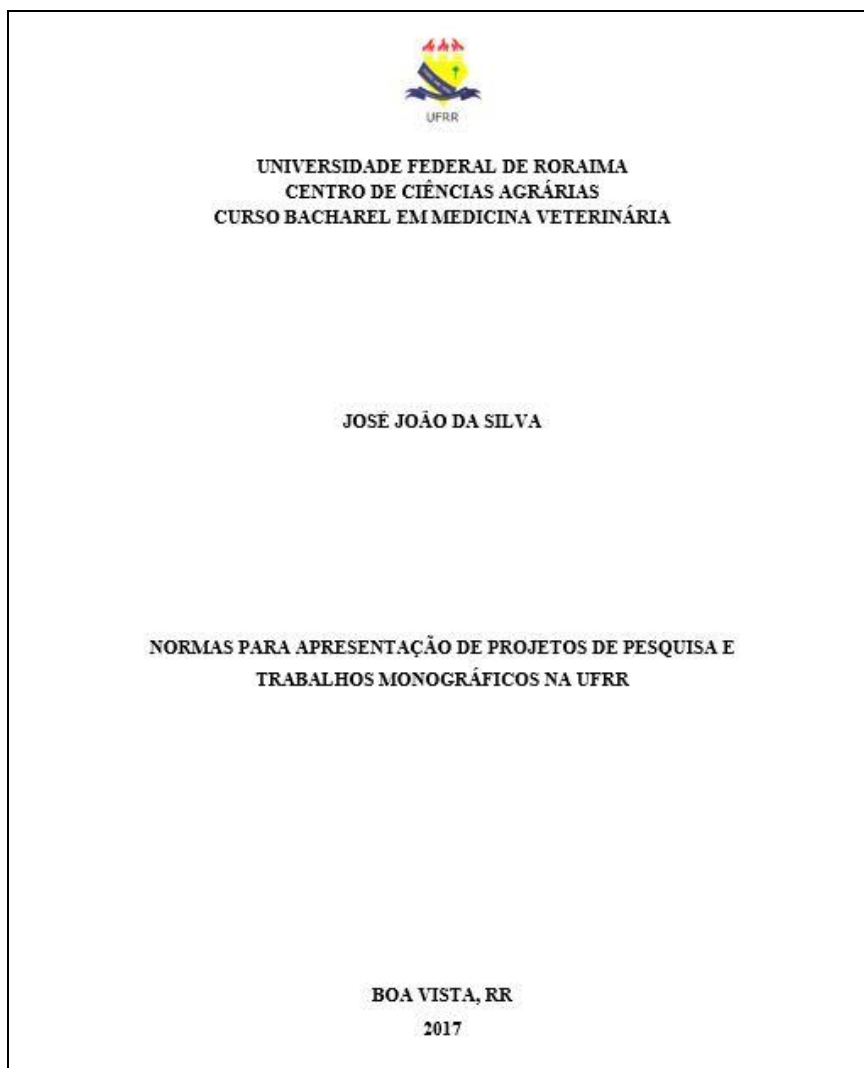 UFRR
UNIVERSIDADE FEDERAL DE RORAIMA
CENTRO DE CIÊNCIAS AGRÁRIAS
CURSO BACHAREL EM MEDICINA VETERINÁRIA
JOSÉ JOÃO DA SILVA
NORMAS PARA APRESENTAÇÃO DE PROJETOS DE PESQUISA E
TRABALHOS MONOGRÁFICOS NA UFRR
BOA VISTA, RR
2017